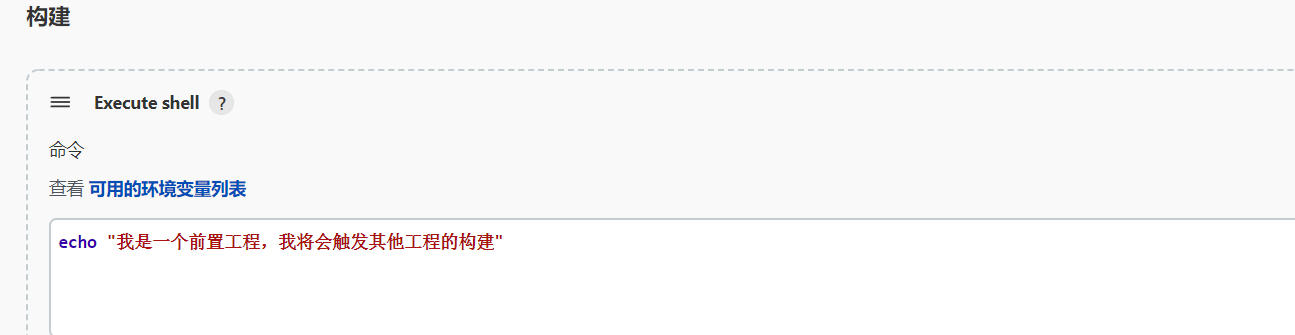 构建
Execute shell ?
命令
查看 可用的环境变量列表
echo "我是一个前置工程，我将会触发其他工程的构建"